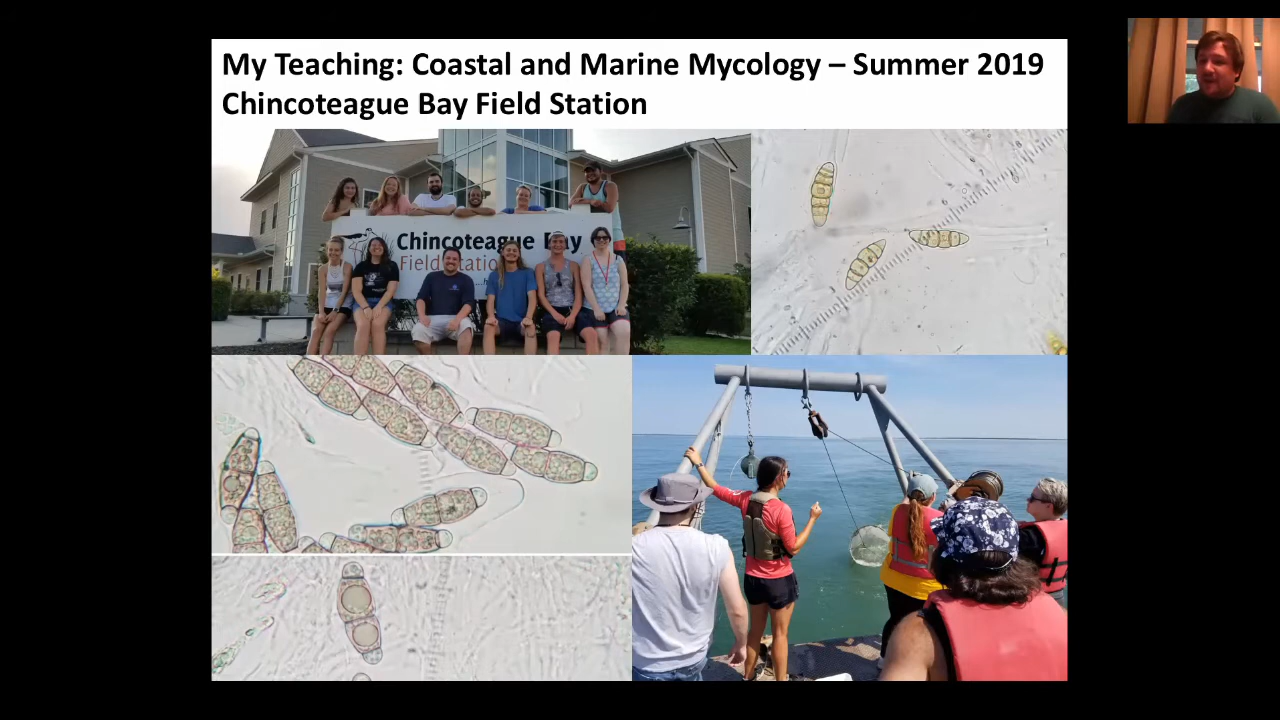 My Teaching: Coastal and Marine Mycology – Summer 2019
Chincoteague Bay Field Station
Chincoteague Bay
Field Station